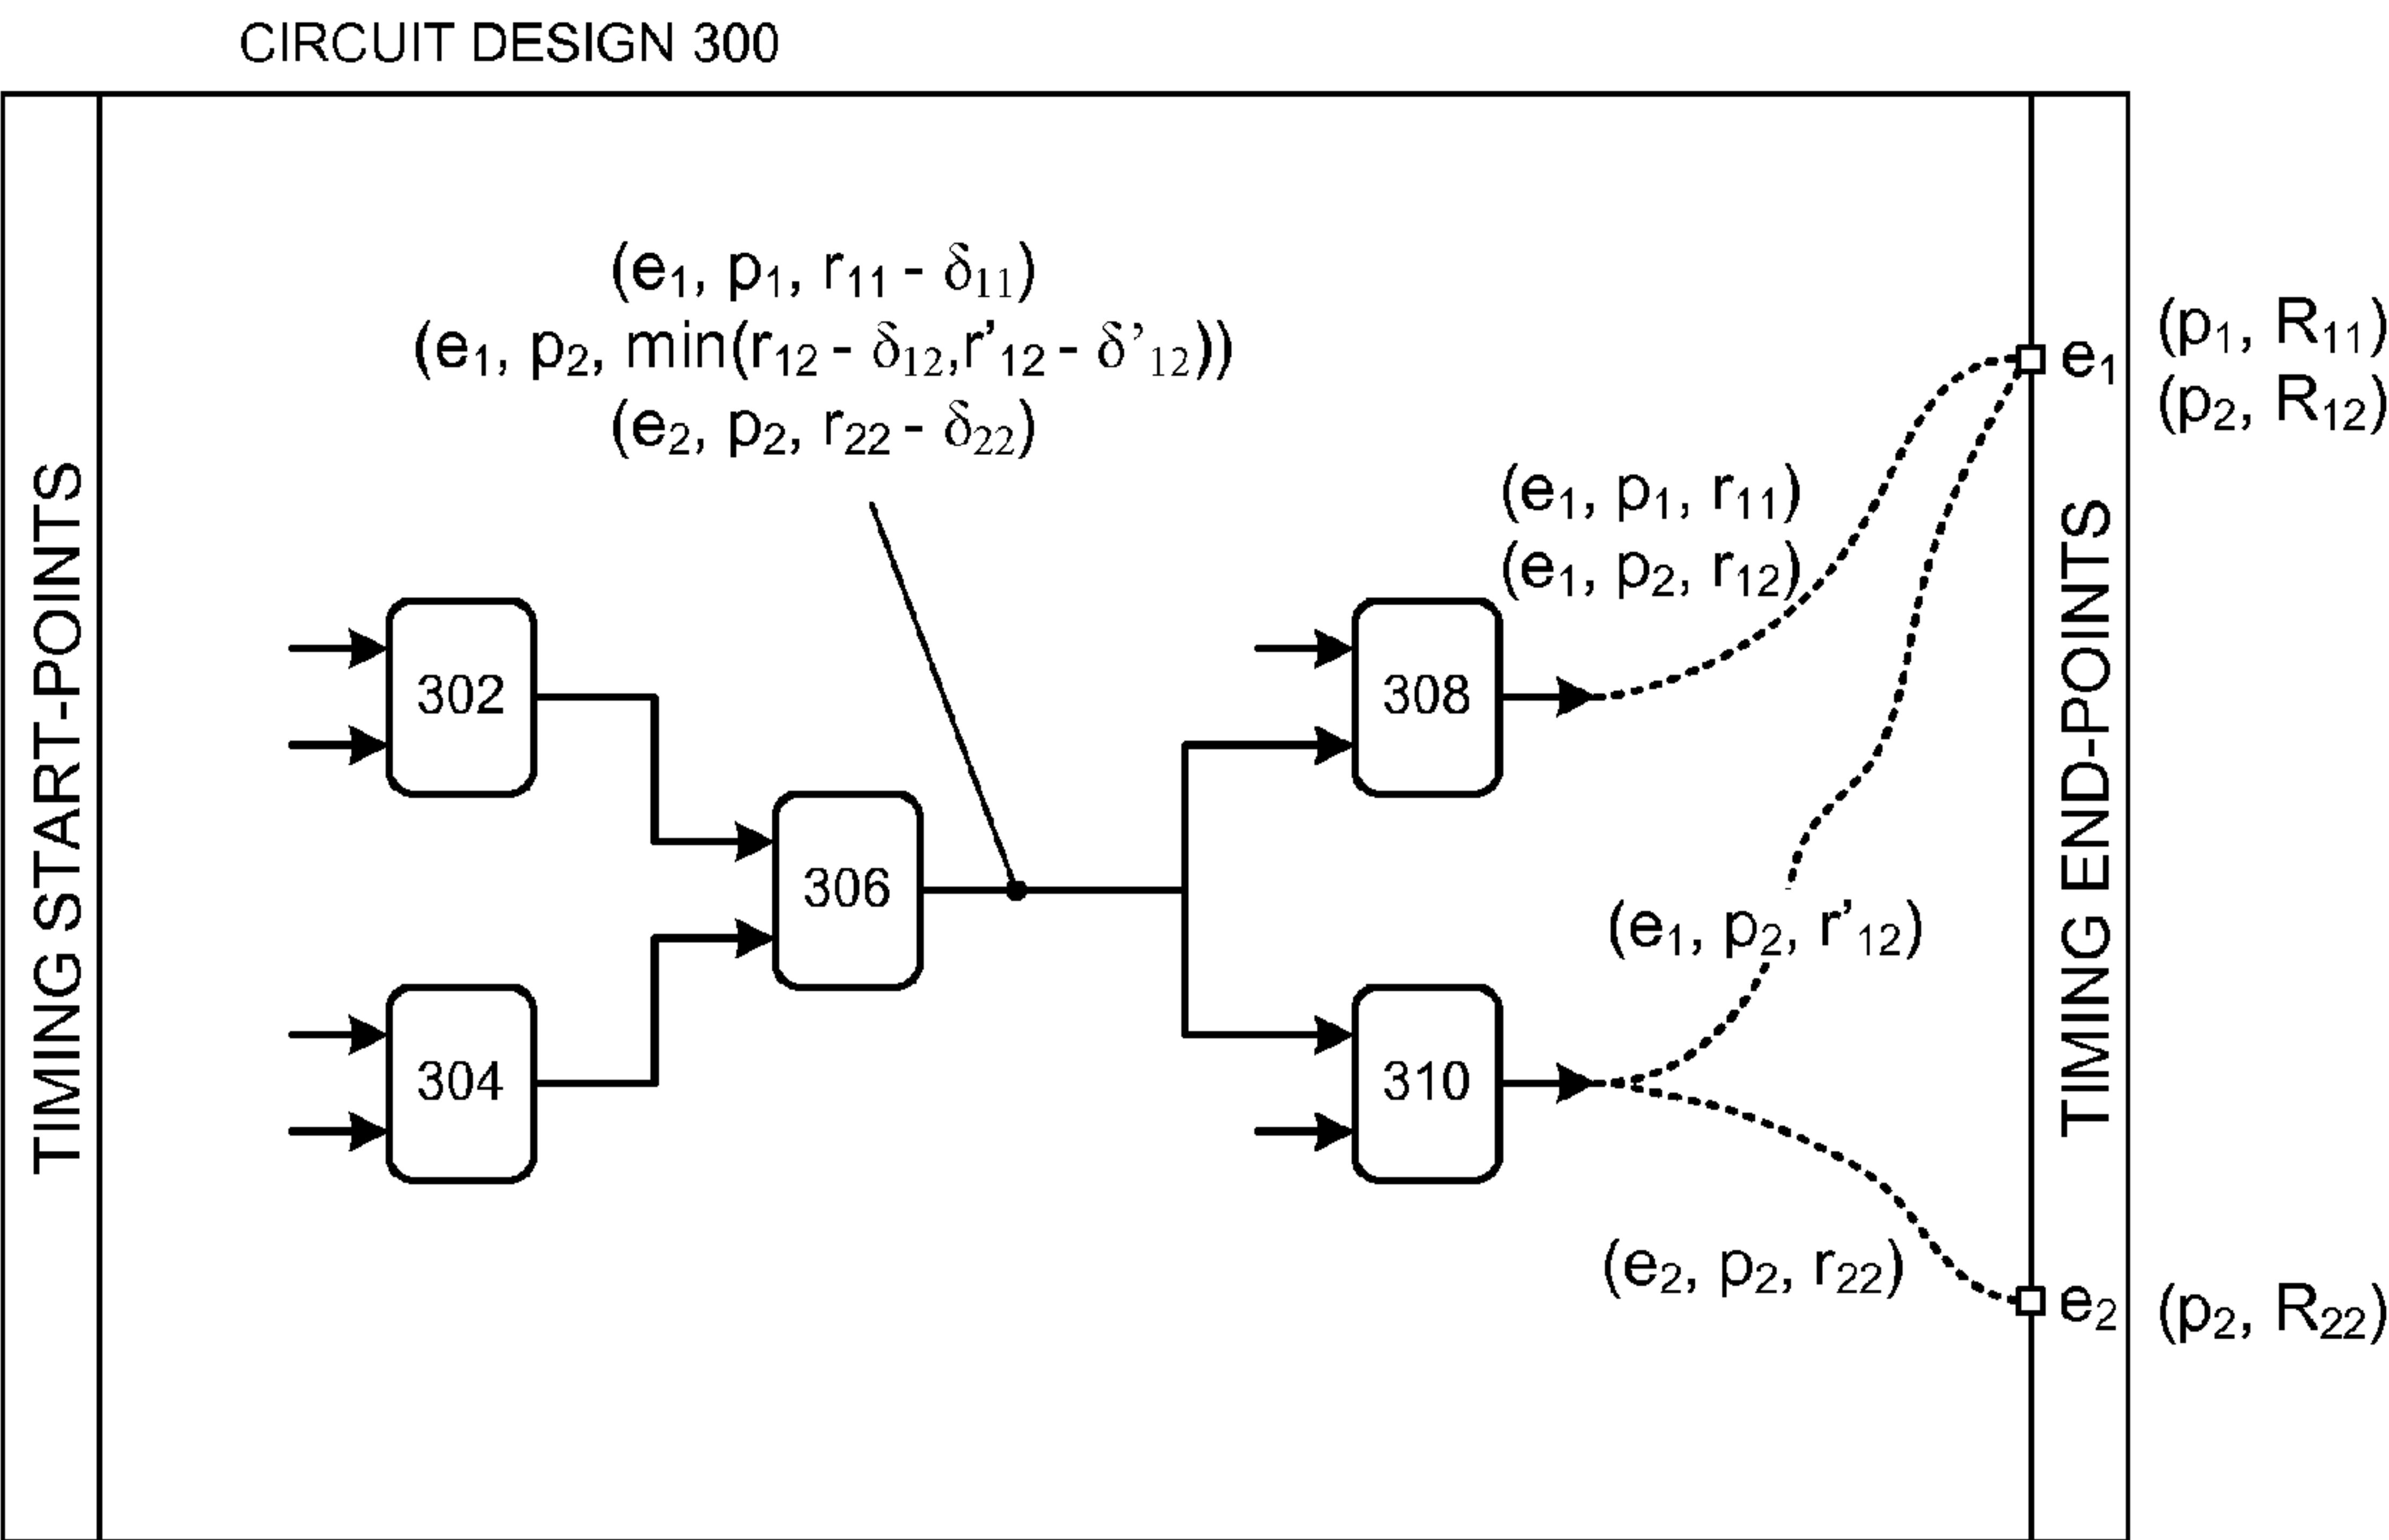 CIRCUIT DESIGN 300
TIMING START-POINTS
(e₁, p₁, r₁₁ - δ₁₁)
(e₁, p₂, min(r₁₂ - δ₁₂,r’₁₂ - δ’₁₂))
(e₂, p₂, r₂₂ - δ₂₂)
302
304
306
308
310
(e₁, p₁, r₁₁)
(e₁, p₂, r₁₂)
(e₁, p₂, r’₁₂)
(e₂, p₂, r₂₂)
e₁
(p₁, R₁₁)
(p₂, R₁₂)
TIMING END-POINTS
e₂
(p₂, R₂₂)